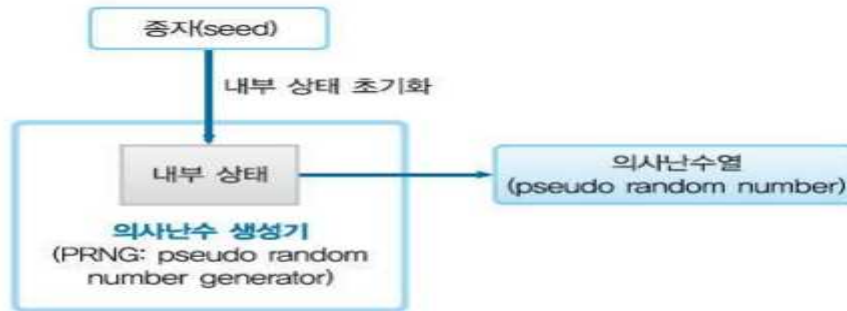 종자(seed)
내부 상태 초기화
내부 상태
의사난수열
(pseudo random number)
의사난수 생성기
(PRNG: pseudo random
number generator)